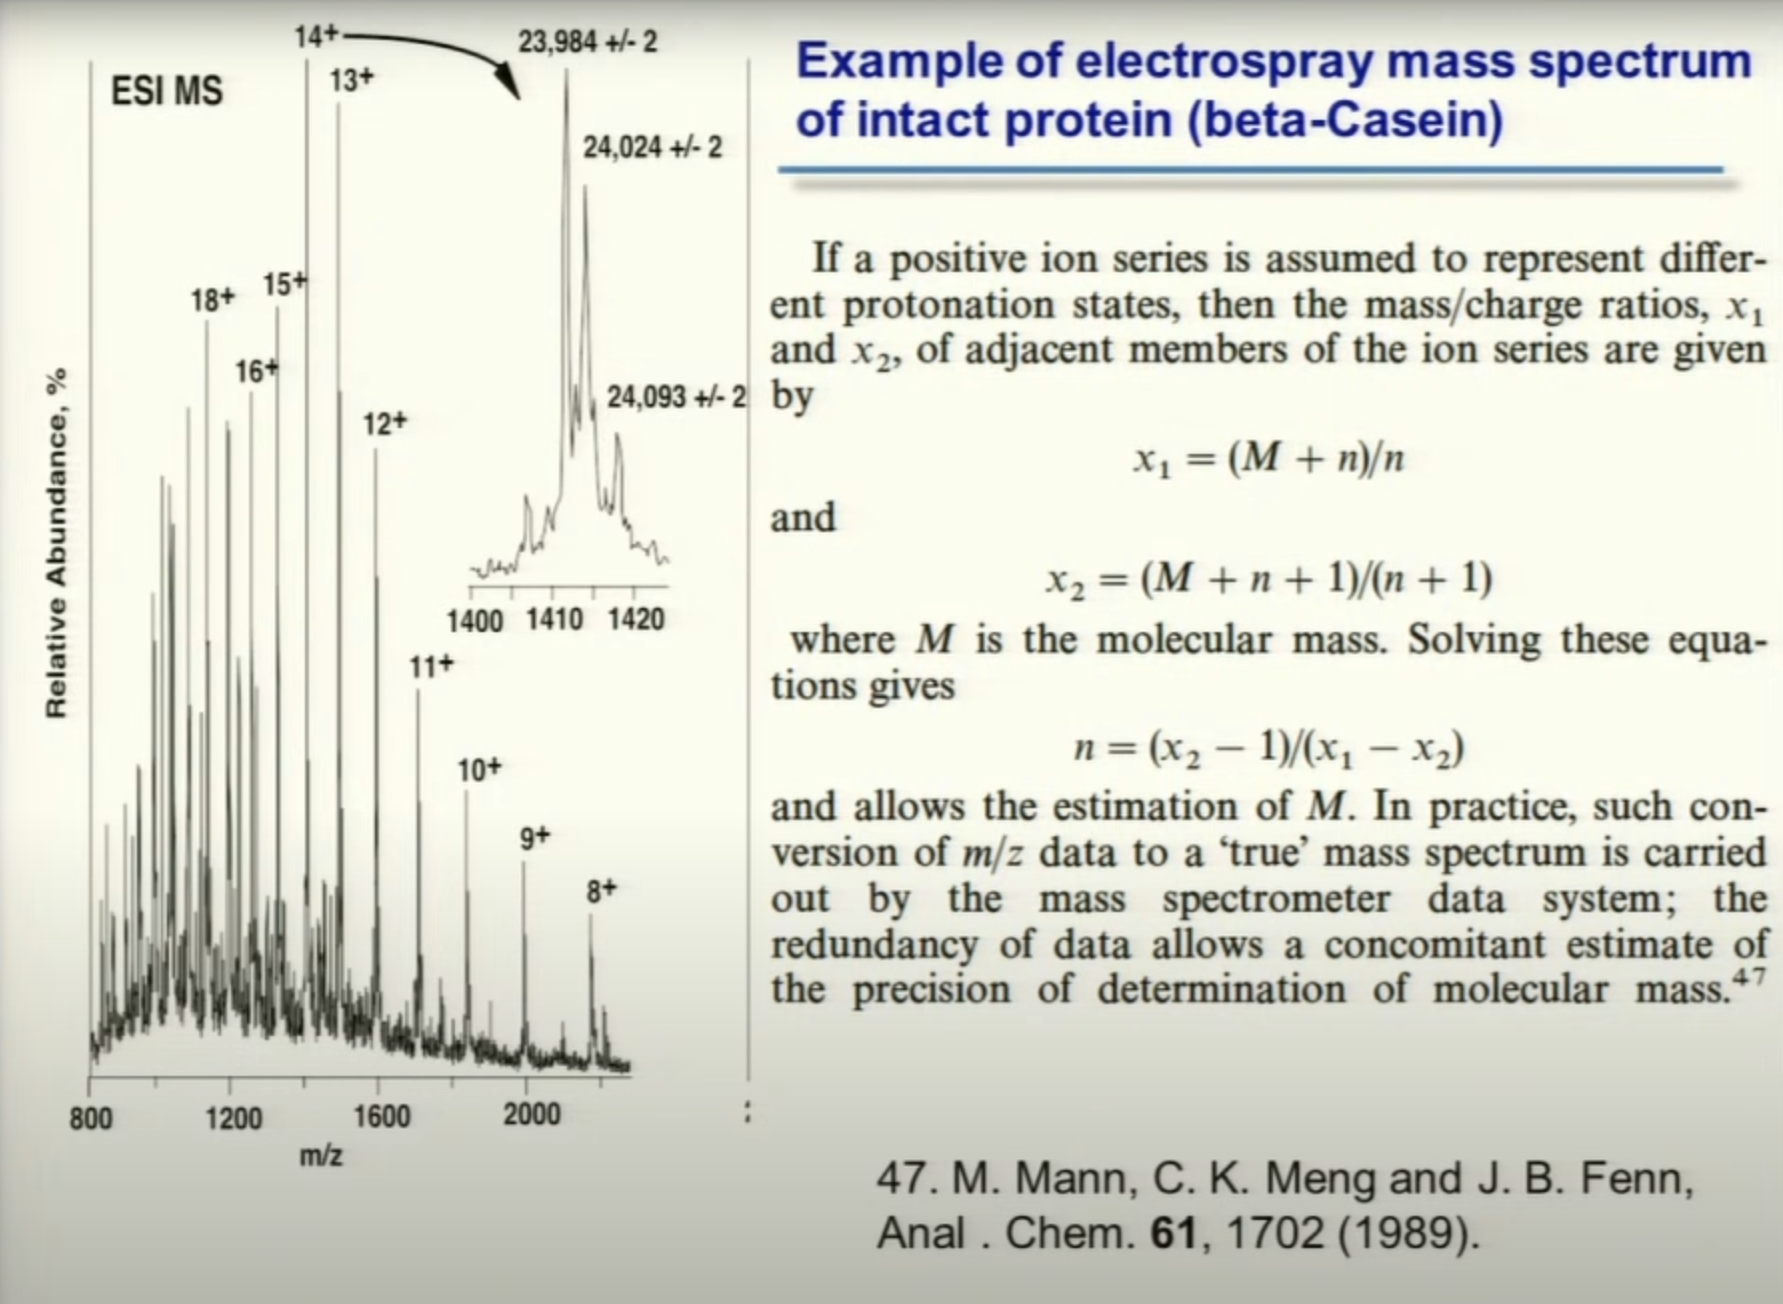 Example of electrospray mass spectrum
of intact protein (beta-Casein)
ESI MS
14+
13+
18+
15+
16+
12+
11+
10+
9+
8+
23,984 +/- 2
24,024 +/- 2
24,093 +/- 2
1400 1410 1420
Relative Abundance, %
800 1200 1600 2000 :
m/z
If a positive ion series is assumed to represent differ-
ent protonation states, then the mass/charge ratios, x₁
and x₂, of adjacent members of the ion series are given
by
x₁ = (M + n)/n
and
x₂ = (M + n + 1)/(n + 1)
where M is the molecular mass. Solving these equa-
tions gives
n = (x₂ − 1)/(x₁ − x₂)
and allows the estimation of M. In practice, such con-
version of m/z data to a ‘true’ mass spectrum is carried
out by the mass spectrometer data system; the
redundancy of data allows a concomitant estimate of
the precision of determination of molecular mass.⁴⁷
47. M. Mann, C. K. Meng and J. B. Fenn,
Anal . Chem. 61, 1702 (1989).